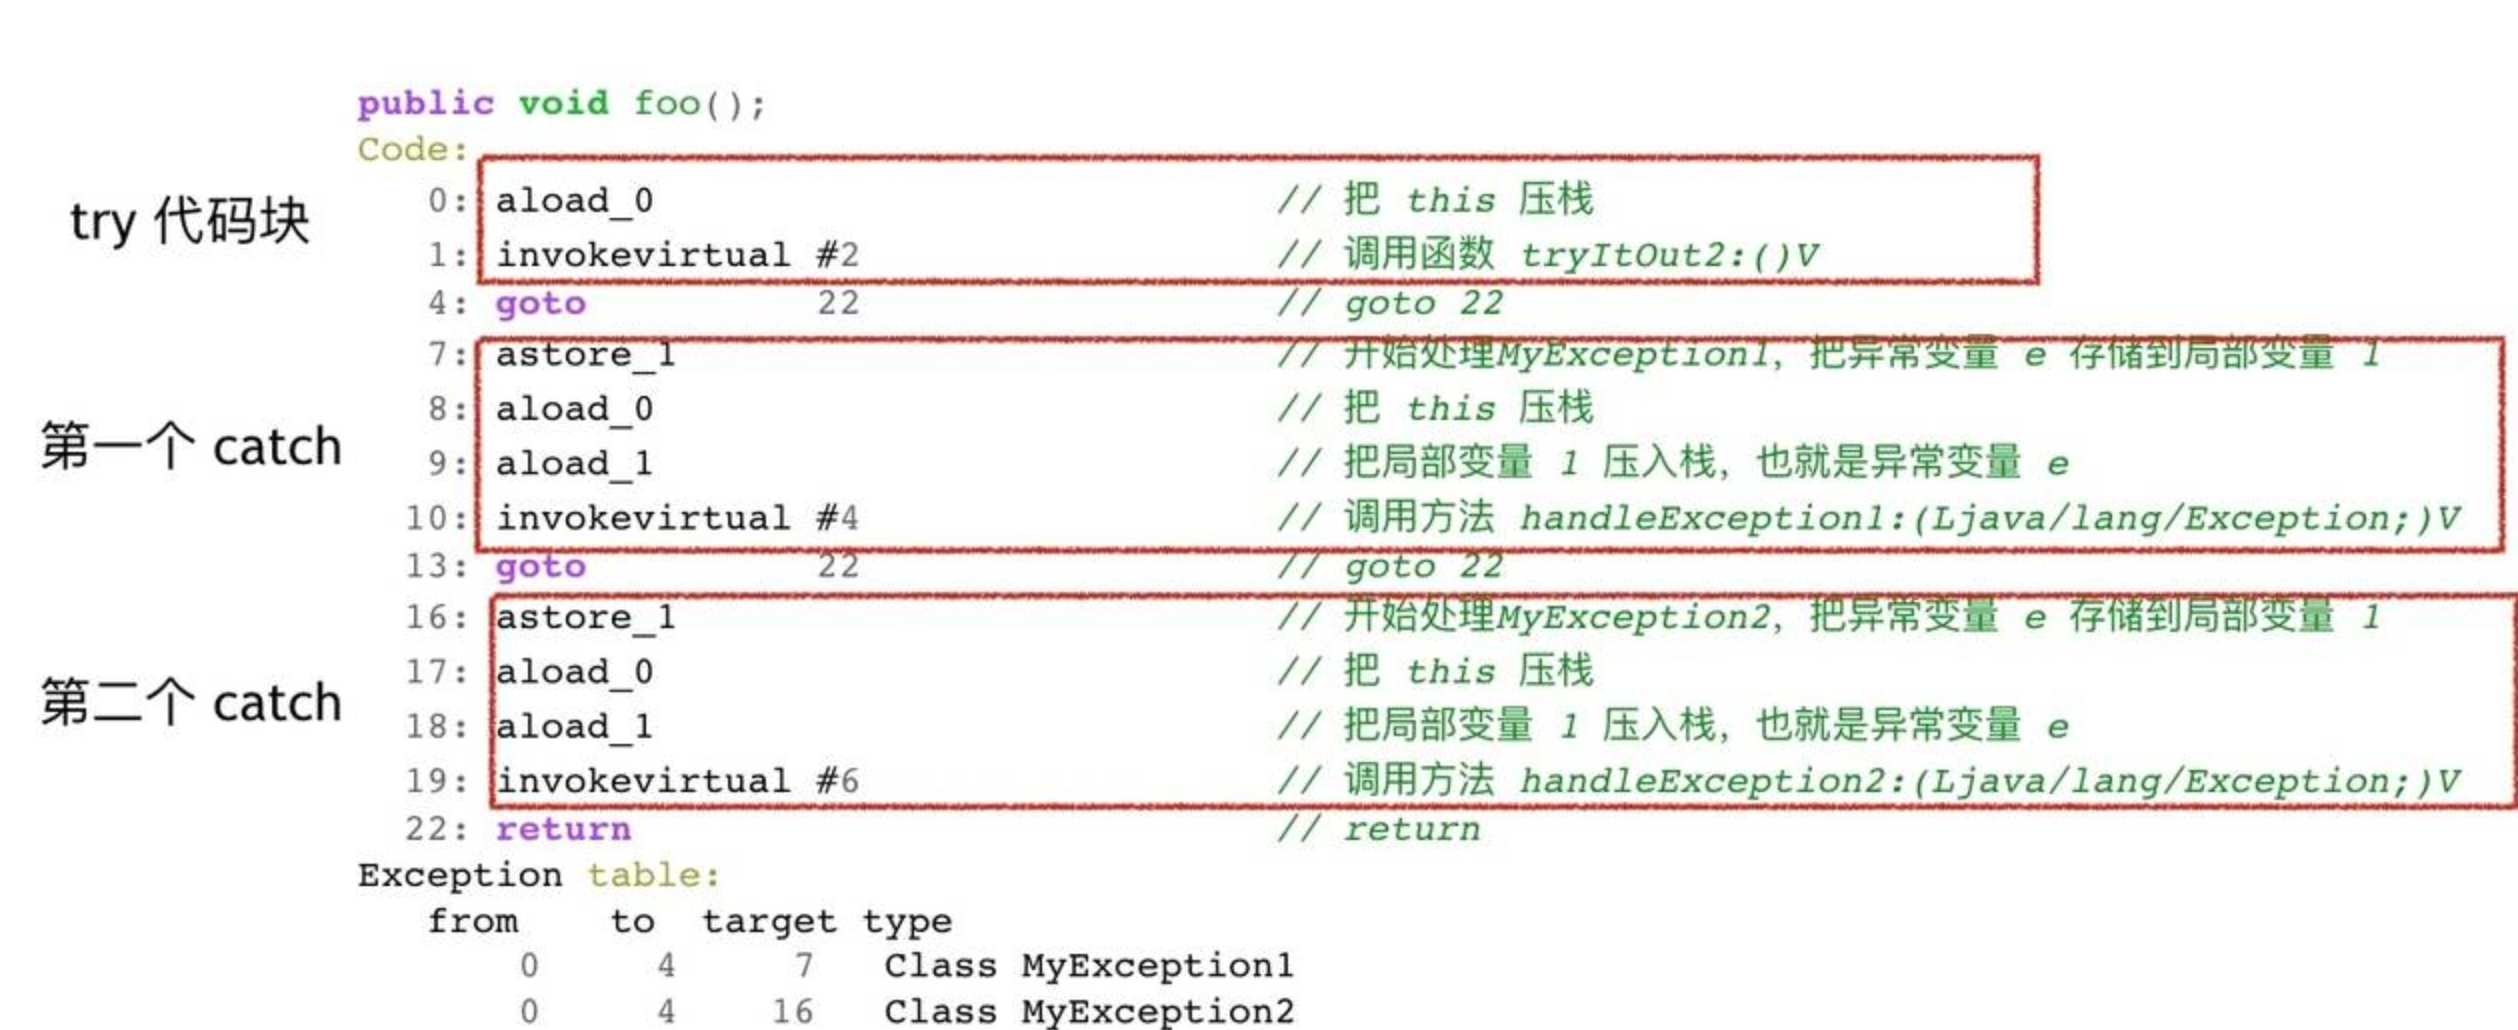 public void foo();
Code:
try 代码块
0: aload_0 // 把 this 压栈
1: invokevirtual #2 // 调用函数 tryItOut2:()V
4: goto 22 // goto 22
第一个 catch
7: astore_1 // 开始处理MyException1, 把异常变量 e 存储到局部变量 1
8: aload_0 // 把 this 压栈
9: aload_1 // 把局部变量 1 压入栈, 也就是异常变量 e
10: invokevirtual #4 // 调用方法 handleException1:(Ljava/lang/Exception;)V
13: goto 22 // goto 22
第二个 catch
16: astore_1 // 开始处理MyException2, 把异常变量 e 存储到局部变量 1
17: aload_0 // 把 this 压栈
18: aload_1 // 把局部变量 1 压入栈, 也就是异常变量 e
19: invokevirtual #6 // 调用方法 handleException2:(Ljava/lang/Exception;)V
22: return // return
Exception table:
from to target type
0 4 7 Class MyException1
0 4 16 Class MyException2